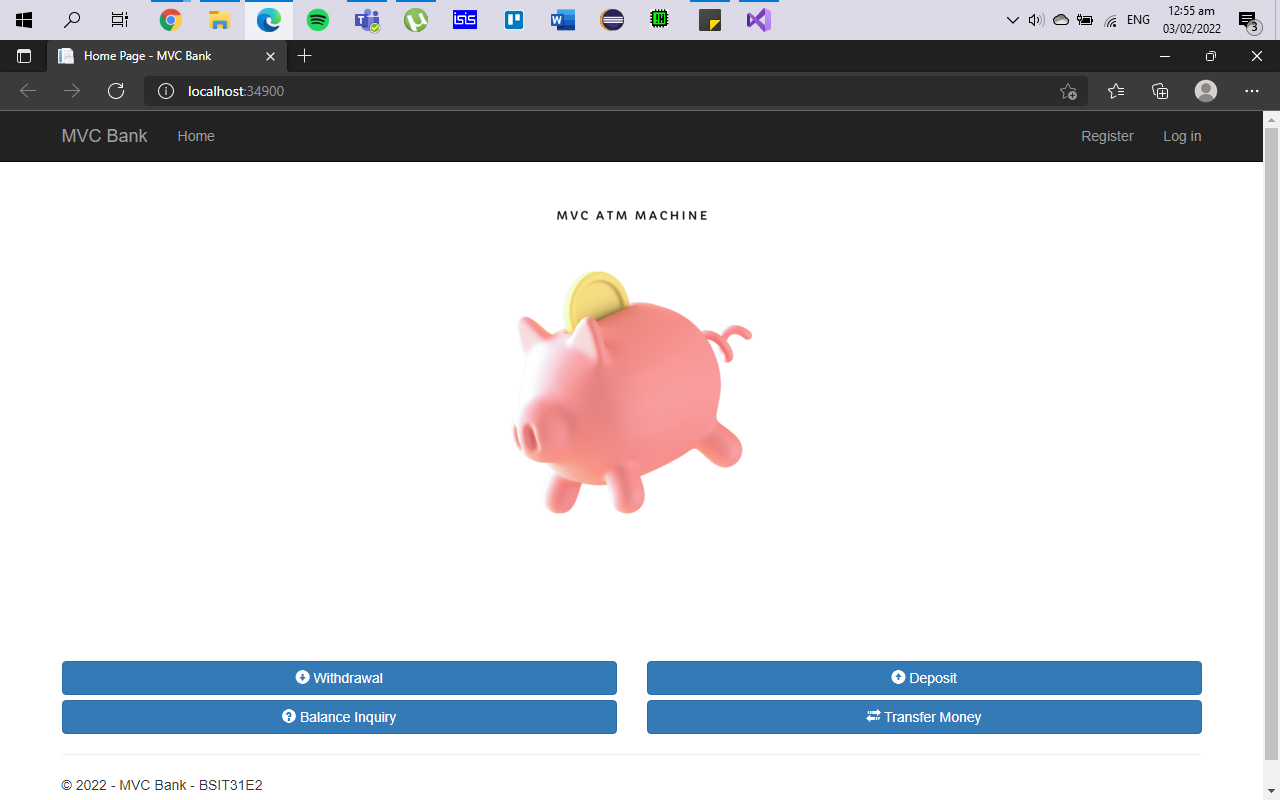 12:55 am
ENG
03/02/2022
3
Home Page - MVC Bank
localhost:34900
MVC Bank
Home
Register
Log in
MVC ATM MACHINE
Withdrawal
Deposit
Balance Inquiry
Transfer Money
© 2022 - MVC Bank - BSIT31E2